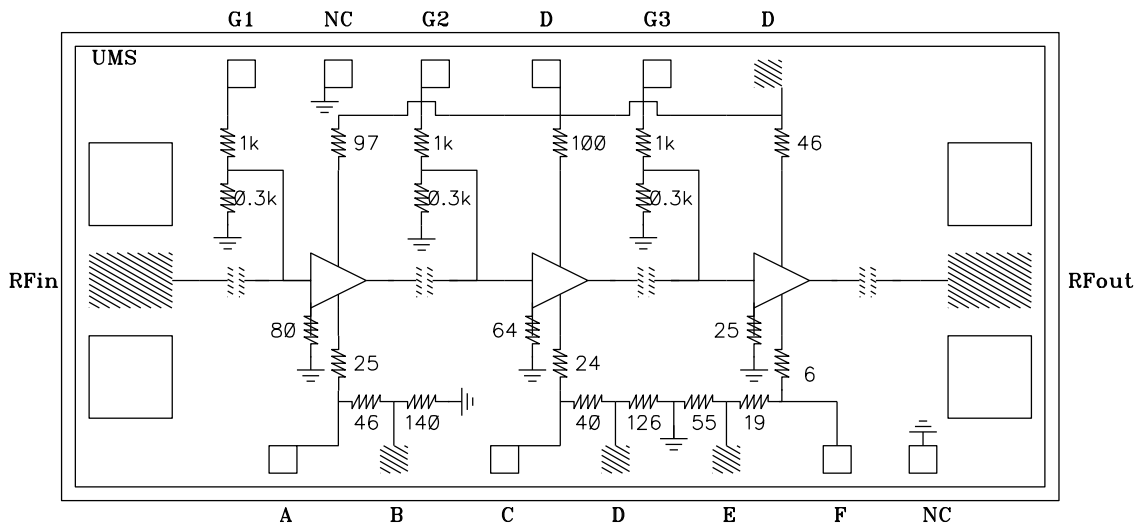 G1 NC G2 D G3 D
UMS
1k 97 1k 100 1k 46
0.3k 0.3k 0.3k
RFin RFout
80 64 25
25 24 6
46 140 40 126 55 19
A B C D E F NC